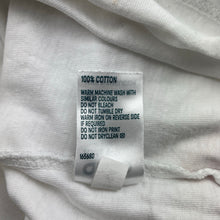 100% COTTON
WARM MACHINE WASH WITH
SIMILAR COLOURS
DO NOT BLEACH
DO NOT TUMBLE DRY
WARM IRON ON REVERSE SIDE
IF REQUIRED
DO NOT IRON PRINT
DO NOT DRYCLEAN
165680